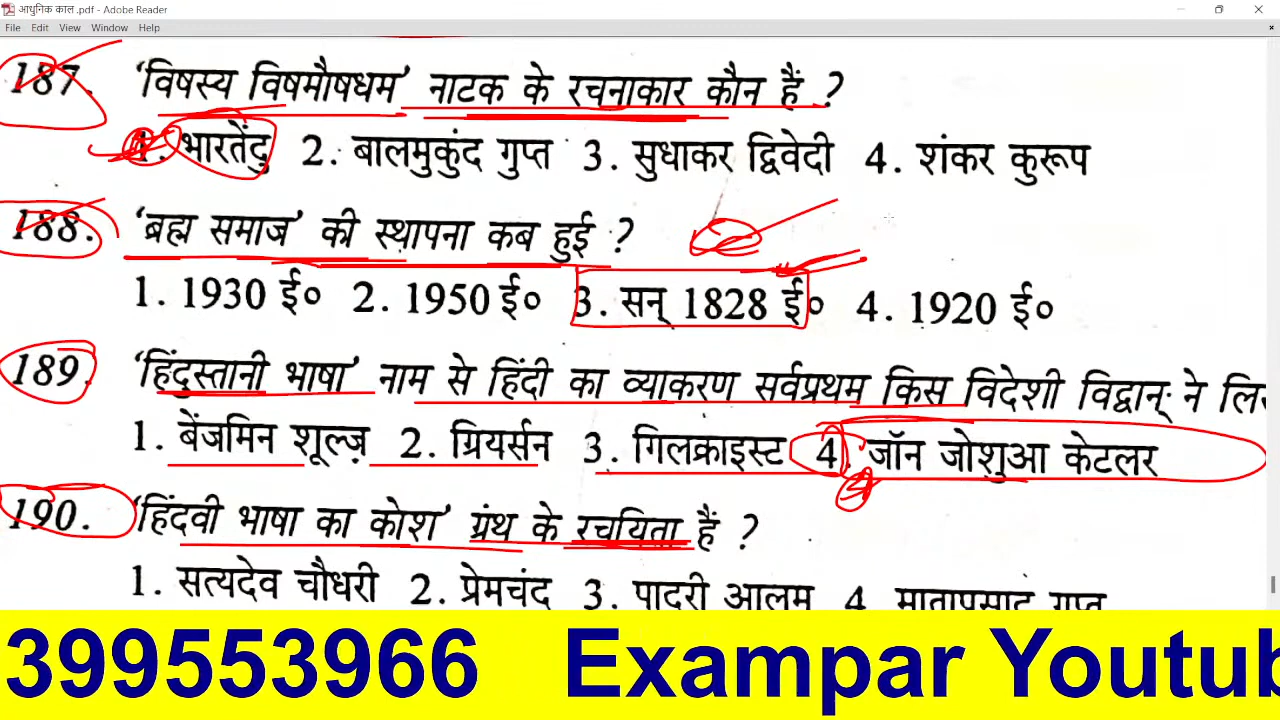 आधुनिक काल .pdf - Adobe Reader
File Edit View Window Help
187. 'विषस्य विषमौषधम' नाटक के रचनाकार कौन हैं ?
1. भारतेंदु 2. बालमुकुंद गुप्त 3. सुधाकर द्विवेदी 4. शंकर कुरूप
188. 'ब्रह्म समाज' की स्थापना कब हुई ?
1. 1930 ई० 2. 1950 ई० 3. सन् 1828 ई० 4. 1920 ई०
189. 'हिंदुस्तानी भाषा' नाम से हिंदी का व्याकरण सर्वप्रथम किस विदेशी विद्वान् ने
1. बेंजमिन शूल्ज़ 2. ग्रियर्सन 3. गिलक्राइस्ट 4. जॉन जोशुआ केटलर
190. 'हिंदवी भाषा का कोश' ग्रंथ के रचयिता हैं ?
1. सत्यदेव चौधरी 2. प्रेमचंद 3. पादरी आलम 4. माताप्रसाद गुप्त
399553966 Exampar Youtub